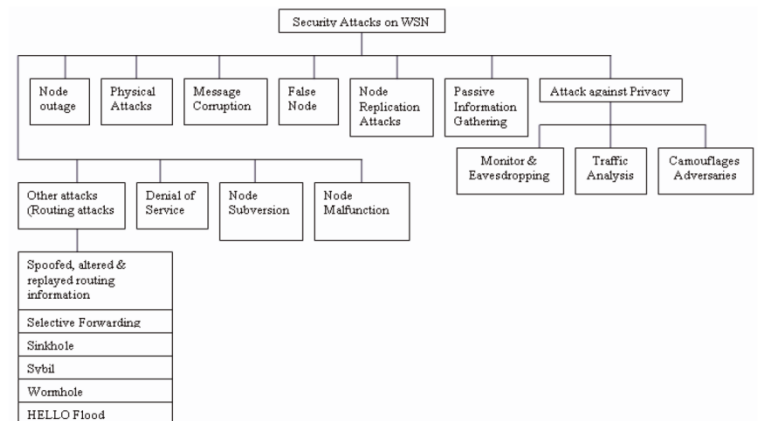 Security Attacks on WSN
Node
outage
Physical
Attacks
Message
Corruption
False
Node
Node
Replication
Attacks
Passive
Information
Gathering
Attack against Privacy
Monitor &
Eavesdropping
Traffic
Analysis
Camouflages
Adversaries
Other attacks
(Routing attacks
Denial of
Service
Node
Subversion
Node
Malfunction
Spoofed, altered &
replayed routing
information
Selective Forwarding
Sinkhole
Sybil
Wormhole
HELLO Flood